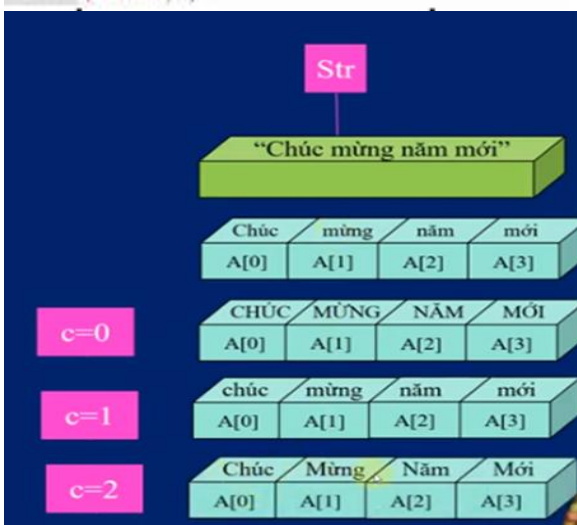 Str
“Chúc mừng năm mới”
Chúc mừng năm mới
A[0] A[1] A[2] A[3]
CHÚC MỪNG NĂM MỚI
c=0
A[0] A[1] A[2] A[3]
chúc mừng năm mới
c=1
A[0] A[1] A[2] A[3]
Chúc Mừng Năm Mới
c=2
A[0] A[1] A[2] A[3]